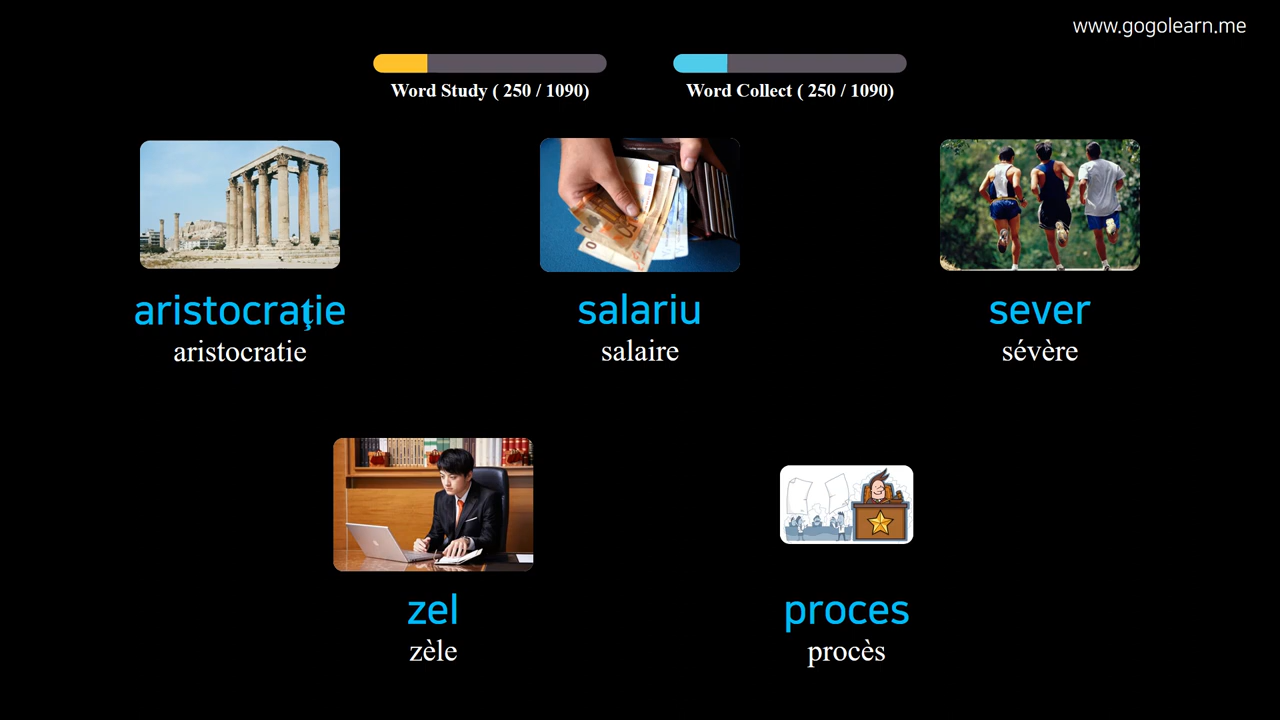 www.gogolearn.me
Word Study ( 250 / 1090)
Word Collect ( 250 / 1090)
aristocraţie
aristocratie
salariu
salaire
sever
sévère
zel
zèle
proces
procès